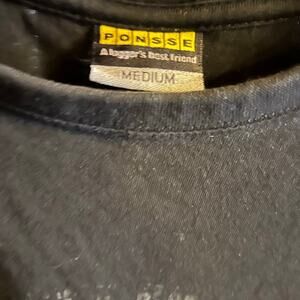 PONSSE
A logger's best friend
MEDIUM